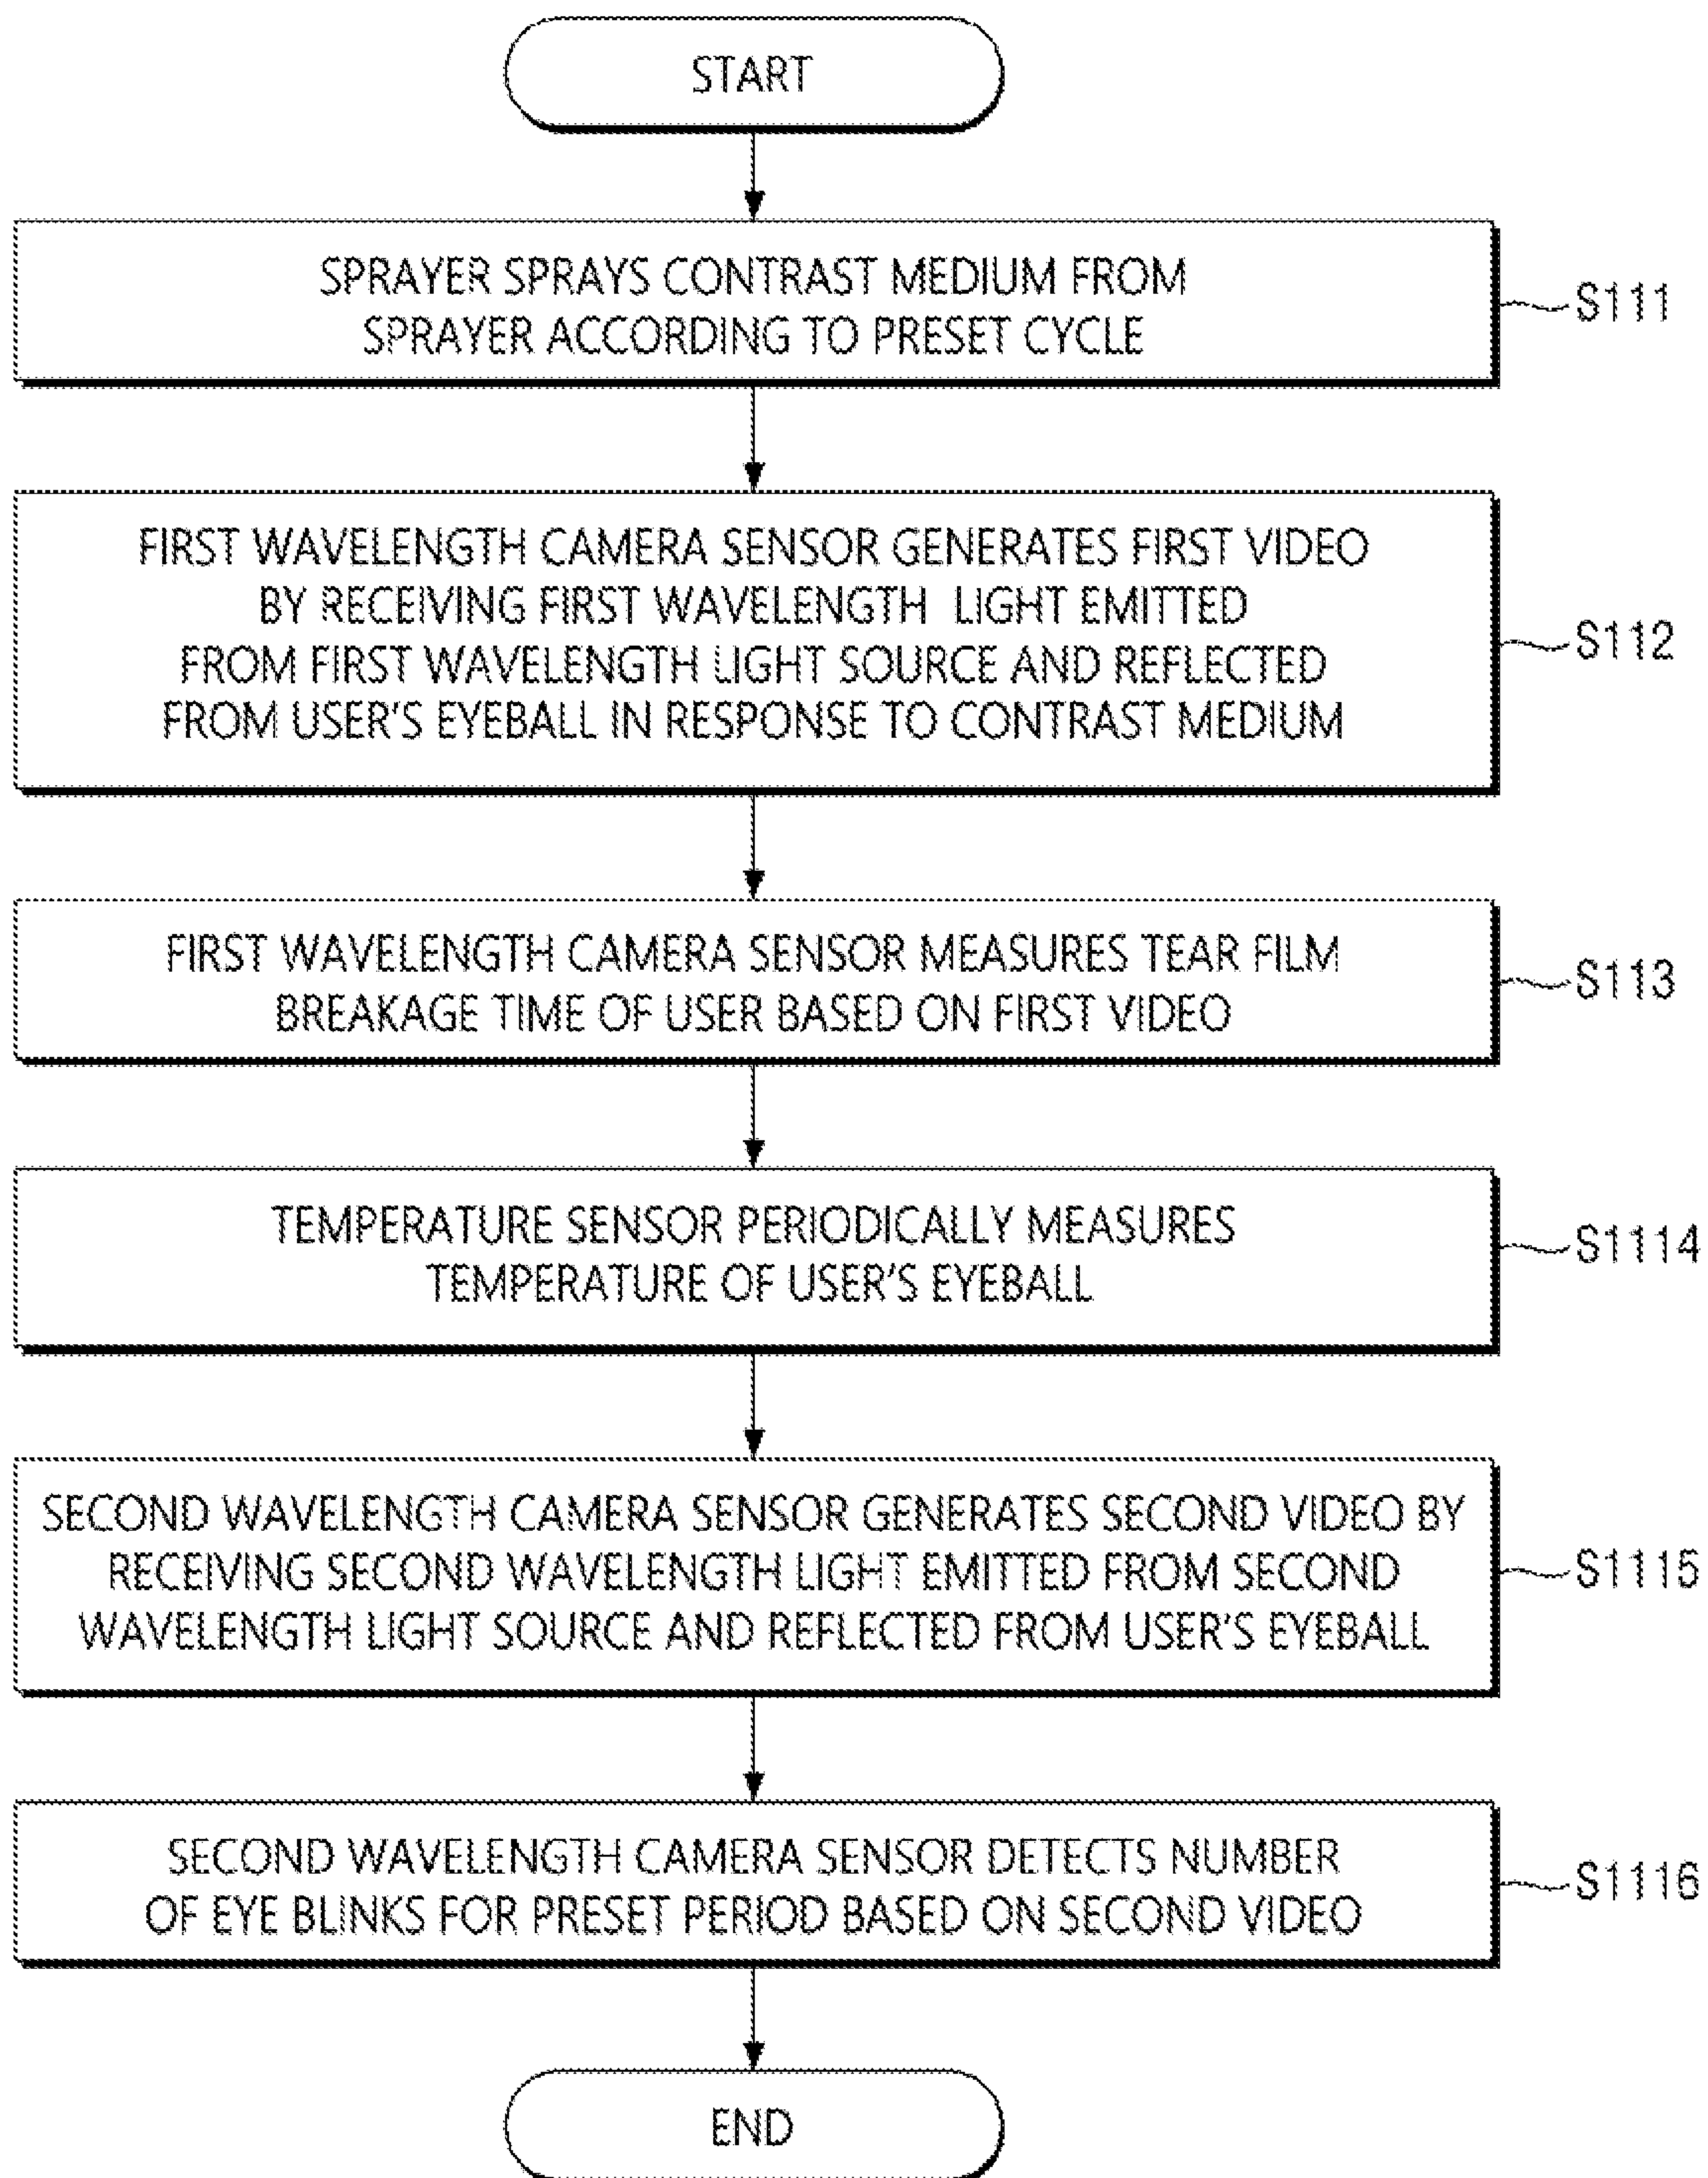 START
SPRAYER SPRAYS CONTRAST MEDIUM FROM
SPRAYER ACCORDING TO PRESET CYCLE
S111
FIRST WAVELENGTH CAMERA SENSOR GENERATES FIRST VIDEO
BY RECEIVING FIRST WAVELENGTH LIGHT EMITTED
FROM FIRST WAVELENGTH LIGHT SOURCE AND REFLECTED
FROM USER'S EYEBALL IN RESPONSE TO CONTRAST MEDIUM
S112
FIRST WAVELENGTH CAMERA SENSOR MEASURES TEAR FILM
BREAKAGE TIME OF USER BASED ON FIRST VIDEO
S113
TEMPERATURE SENSOR PERIODICALLY MEASURES
TEMPERATURE OF USER'S EYEBALL
S1114
SECOND WAVELENGTH CAMERA SENSOR GENERATES SECOND VIDEO BY
RECEIVING SECOND WAVELENGTH LIGHT EMITTED FROM SECOND
WAVELENGTH LIGHT SOURCE AND REFLECTED FROM USER'S EYEBALL
S1115
SECOND WAVELENGTH CAMERA SENSOR DETECTS NUMBER
OF EYE BLINKS FOR PRESET PERIOD BASED ON SECOND VIDEO
S1116
END